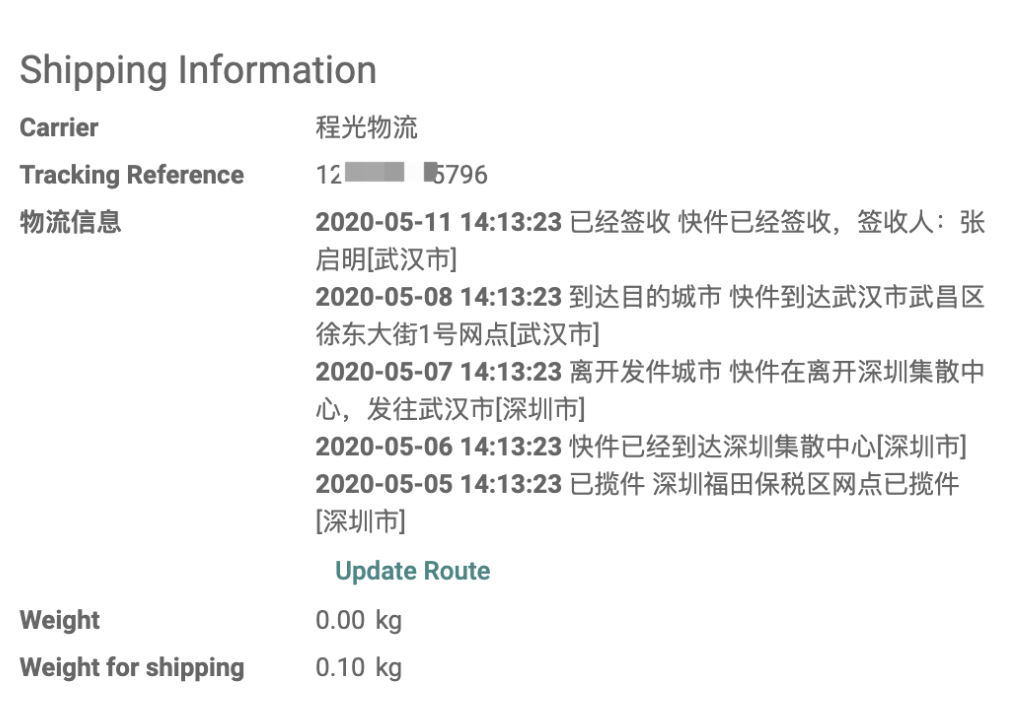 Shipping Information
Carrier 程光物流
Tracking Reference 12 5796
物流信息 2020-05-11 14:13:23 已经签收 快件已经签收，签收人：张
启明[武汉市]
2020-05-08 14:13:23 到达目的城市 快件到达武汉市武昌区
徐东大街1号网点[武汉市]
2020-05-07 14:13:23 离开发件城市 快件在离开深圳集散中
心，发往武汉市[深圳市]
2020-05-06 14:13:23 快件已经到达深圳集散中心[深圳市]
2020-05-05 14:13:23 已揽件 深圳福田保税区网点已揽件
[深圳市]
Update Route
Weight 0.00 kg
Weight for shipping 0.10 kg